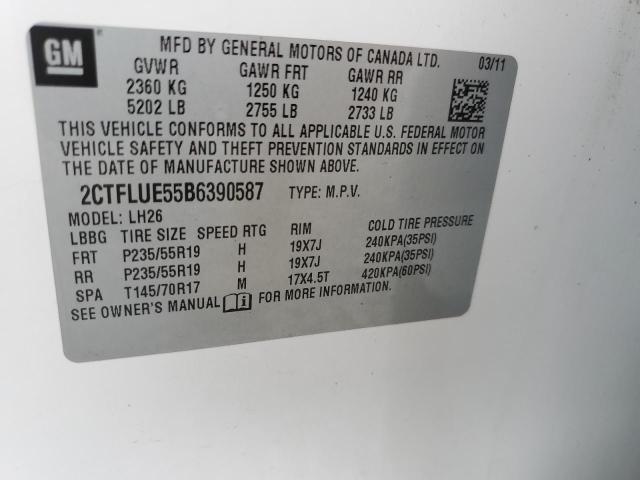 GM
MFD BY GENERAL MOTORS OF CANADA LTD. 03/11
GVWR GAWR FRT GAWR RR
2360 KG 1250 KG 1240 KG
5202 LB 2755 LB 2733 LB
THIS VEHICLE CONFORMS TO ALL APPLICABLE U.S. FEDERAL MOTOR
VEHICLE SAFETY AND THEFT PREVENTION STANDARDS IN EFFECT ON
THE DATE OF MANUFACTURE SHOWN ABOVE.
2CTFLUE55B6390587 TYPE: M.P.V.
MODEL: LH26
LBBG TIRE SIZE SPEED RTG RIM COLD TIRE PRESSURE
FRT P235/55R19 H 19X7J 240KPA(35PSI)
RR P235/55R19 H 19X7J 240KPA(35PSI)
SPA T145/70R17 M 17X4.5T 420KPA(60PSI)
SEE OWNER'S MANUAL FOR MORE INFORMATION.